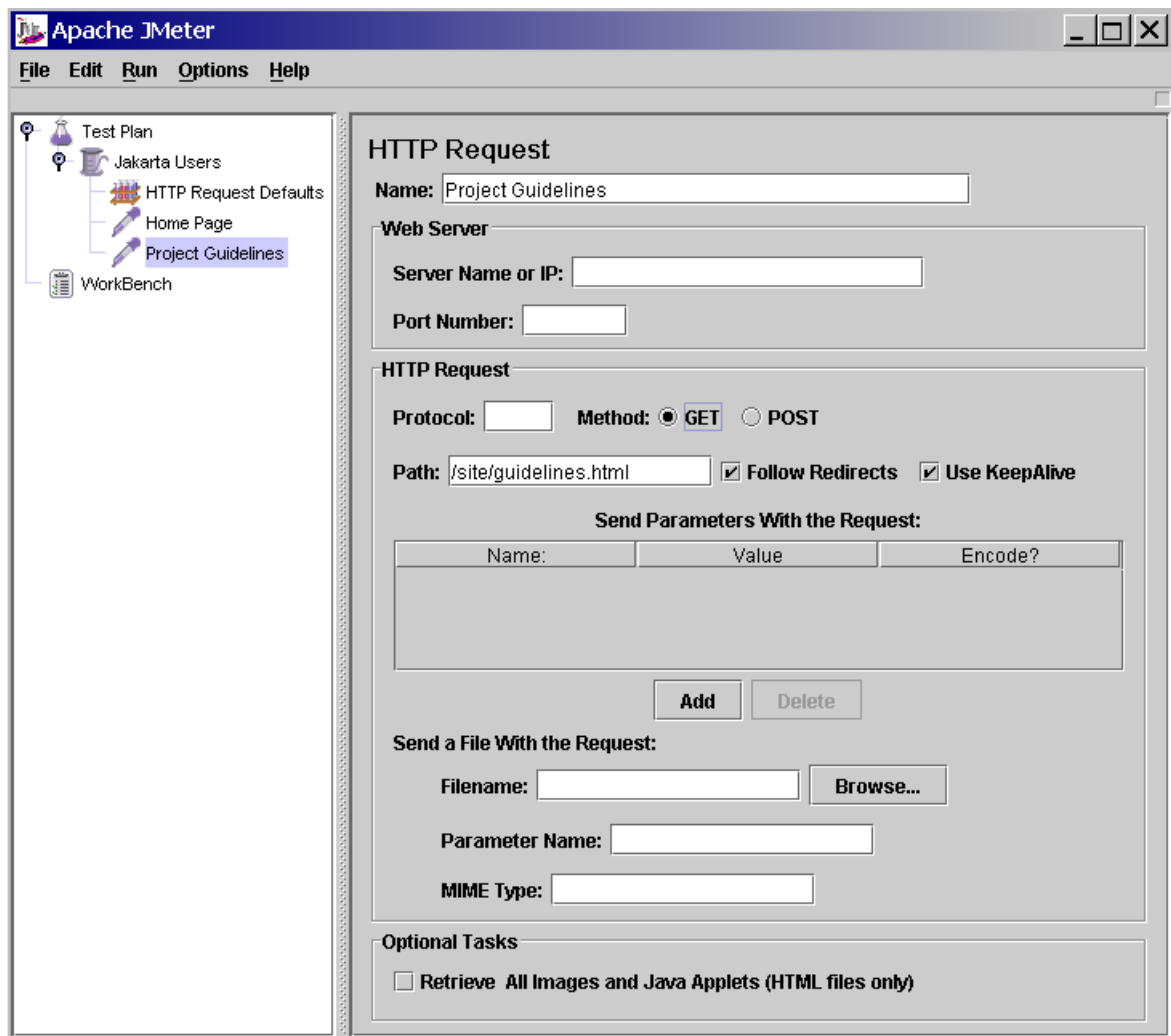 Apache JMeter
File Edit Run Options Help
Test Plan
Jakarta Users
HTTP Request Defaults
Home Page
Project Guidelines
WorkBench
HTTP Request
Name: Project Guidelines
Web Server
Server Name or IP:
Port Number:
HTTP Request
Protocol: Method: GET POST
Path: /site/guidelines.html Follow Redirects Use KeepAlive
Send Parameters With the Request:
Name: Value Encode?
Add Delete
Send a File With the Request:
Filename: Browse...
Parameter Name:
MIME Type:
Optional Tasks
Retrieve All Images and Java Applets (HTML files only)